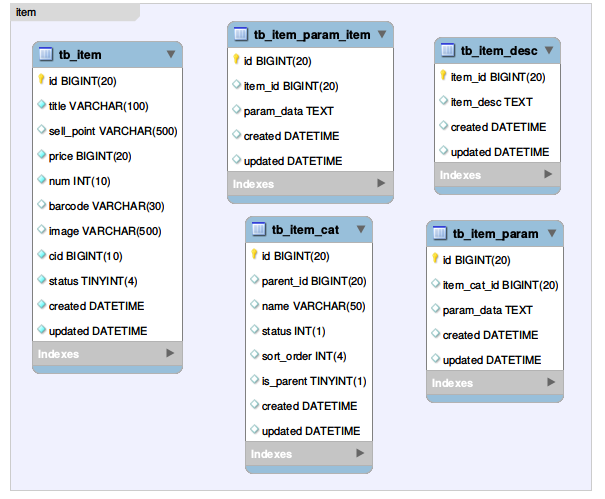 item
tb_item
id BIGINT(20)
title VARCHAR(100)
sell_point VARCHAR(500)
price BIGINT(20)
num INT(10)
barcode VARCHAR(30)
image VARCHAR(500)
cid BIGINT(10)
status TINYINT(4)
created DATETIME
updated DATETIME
Indexes
tb_item_param_item
id BIGINT(20)
item_id BIGINT(20)
param_data TEXT
created DATETIME
updated DATETIME
Indexes
tb_item_desc
item_id BIGINT(20)
item_desc TEXT
created DATETIME
updated DATETIME
Indexes
tb_item_cat
id BIGINT(20)
parent_id BIGINT(20)
name VARCHAR(50)
status INT(1)
sort_order INT(4)
is_parent TINYINT(1)
created DATETIME
updated DATETIME
Indexes
tb_item_param
id BIGINT(20)
item_cat_id BIGINT(20)
param_data TEXT
created DATETIME
updated DATETIME
Indexes